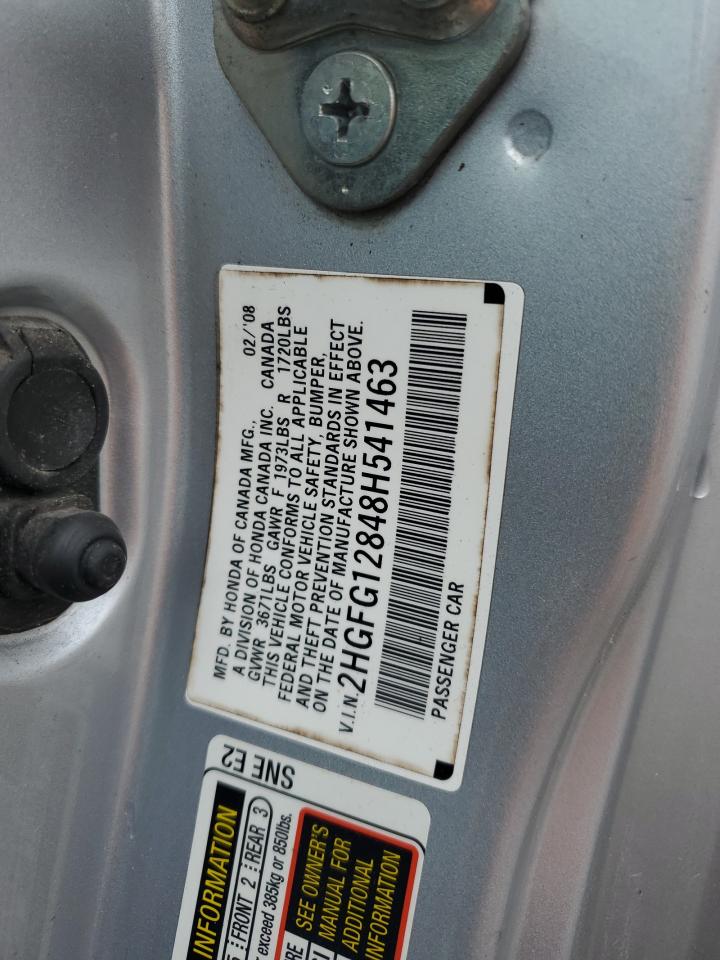 MFD. BY HONDA OF CANADA MFG., 02/'08
A DIVISION OF HONDA CANADA INC. CANADA
GVWR 3671LBS GAWR F 1973LBS R 1720LBS
THIS VEHICLE CONFORMS TO ALL APPLICABLE
FEDERAL MOTOR VEHICLE SAFETY, BUMPER,
AND THEFT PREVENTION STANDARDS IN EFFECT
ON THE DATE OF MANUFACTURE SHOWN ABOVE.
V.I.N. 2HGFG12848H541463
PASSENGER CAR
SNE E2
INFORMATION
5 FRONT 2 REAR 3
exceed 385kg or 850lbs.
SEE OWNER'S
MANUAL FOR
ADDITIONAL
INFORMATION